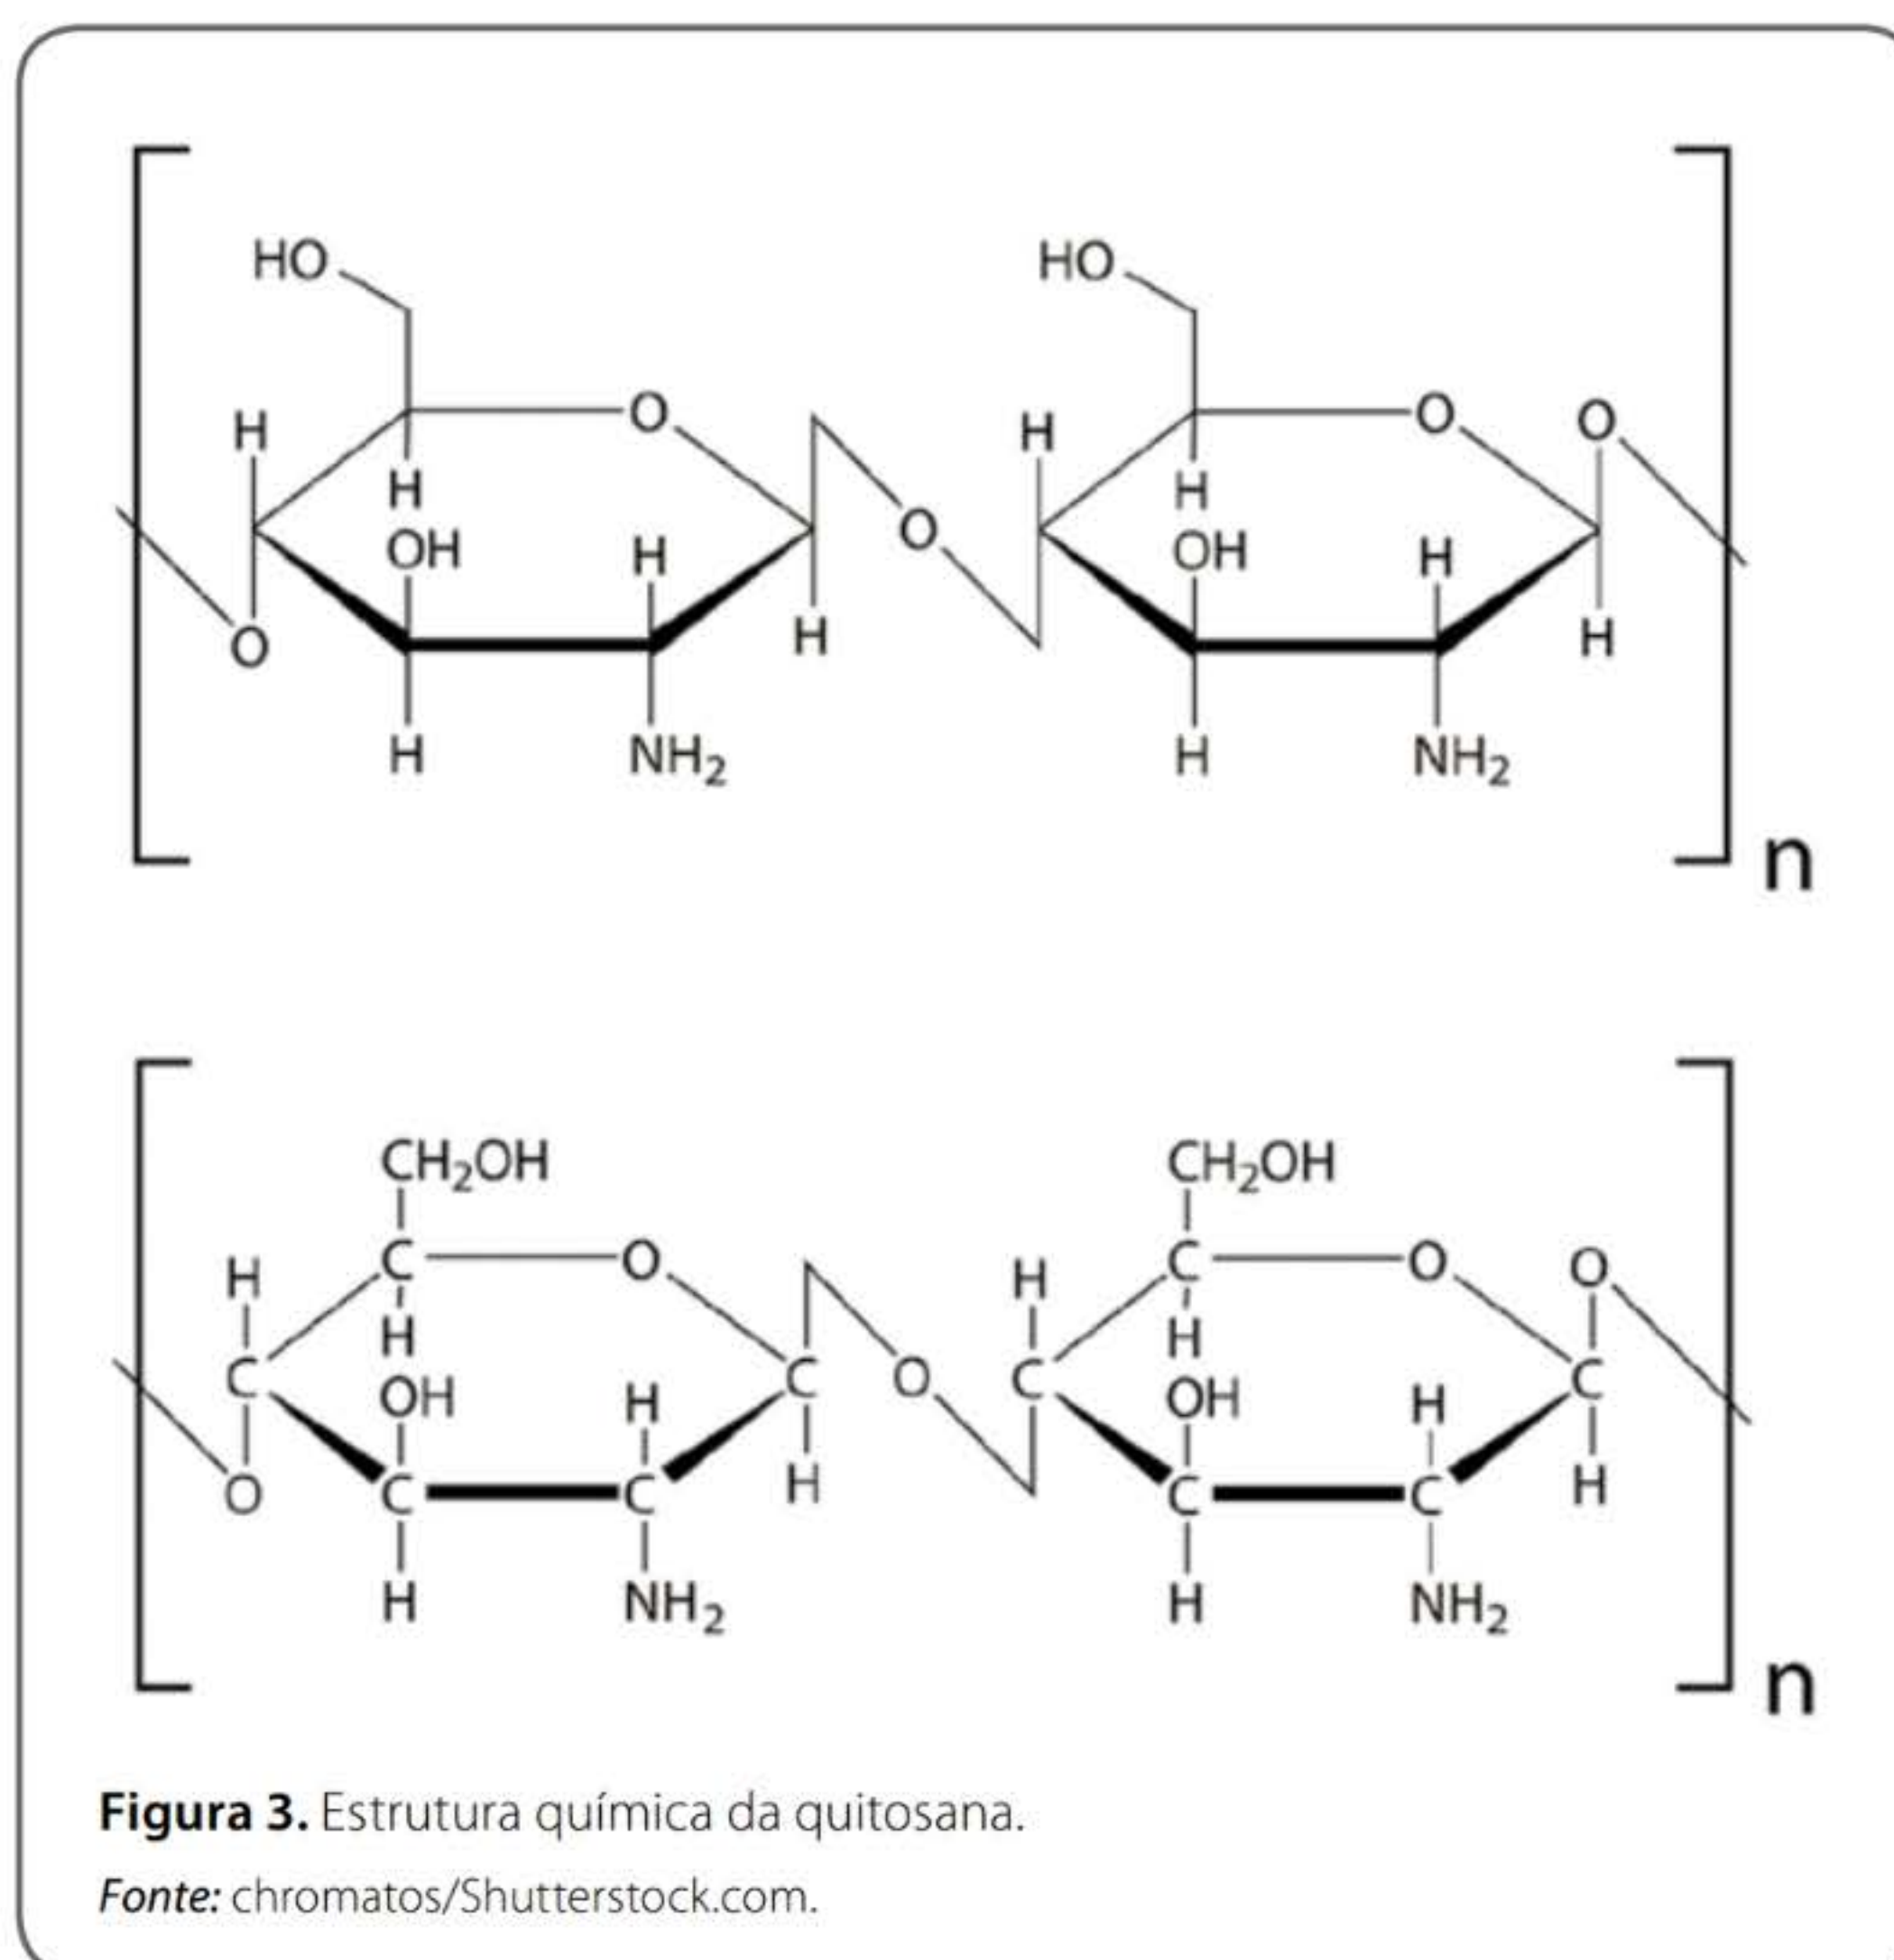 HO HO
H O H O O
H H
OH H O OH H
O H H
H NH₂ H NH₂
n
CH₂OH CH₂OH
H C O H C O O
H H
C OH H C O C OH H C
O C C H C C H
H NH₂ H NH₂
n
Figura 3. Estrutura química da quitosana.
Fonte: chromatos/Shutterstock.com.